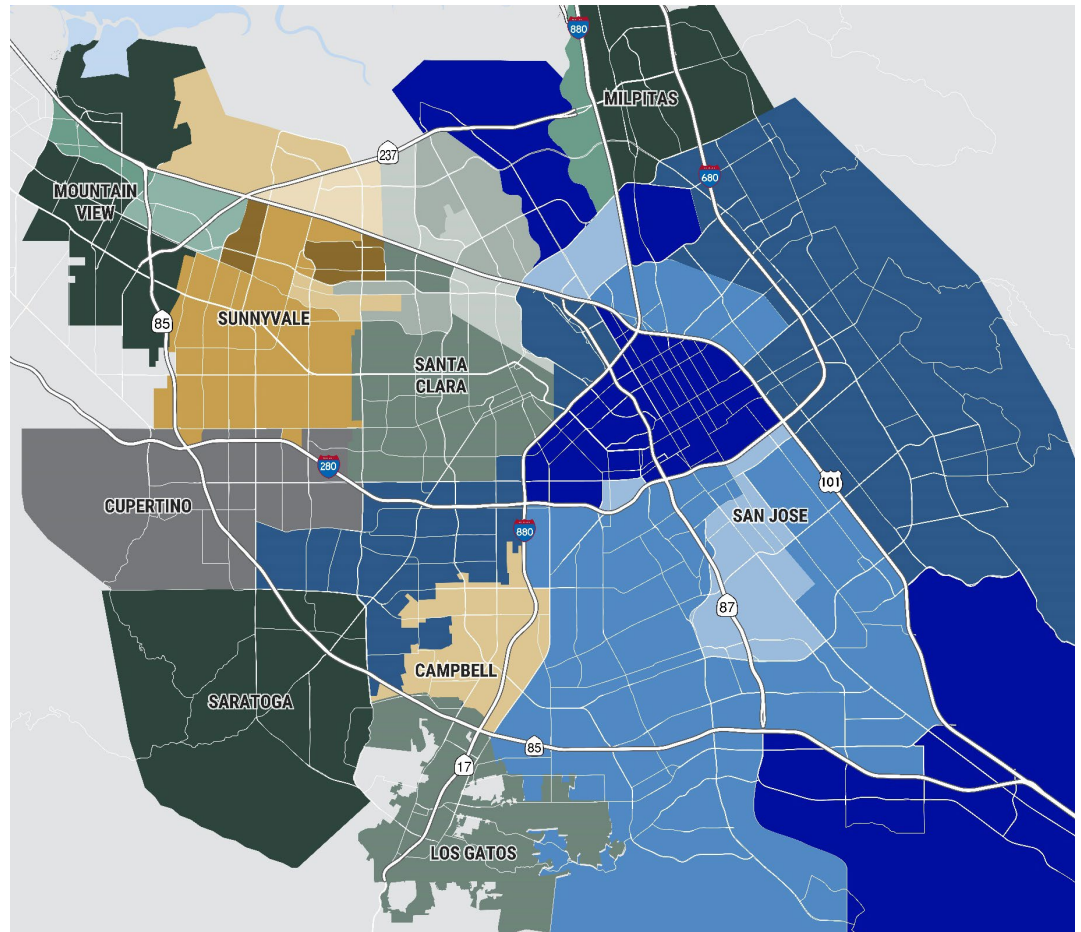 880
MILPITAS
237
680
MOUNTAIN
VIEW
85
SUNNYVALE
SANTA
CLARA
280
CUPERTINO
101
SAN JOSE
880
87
CAMPBELL
SARATOGA
85
17
LOS GATOS